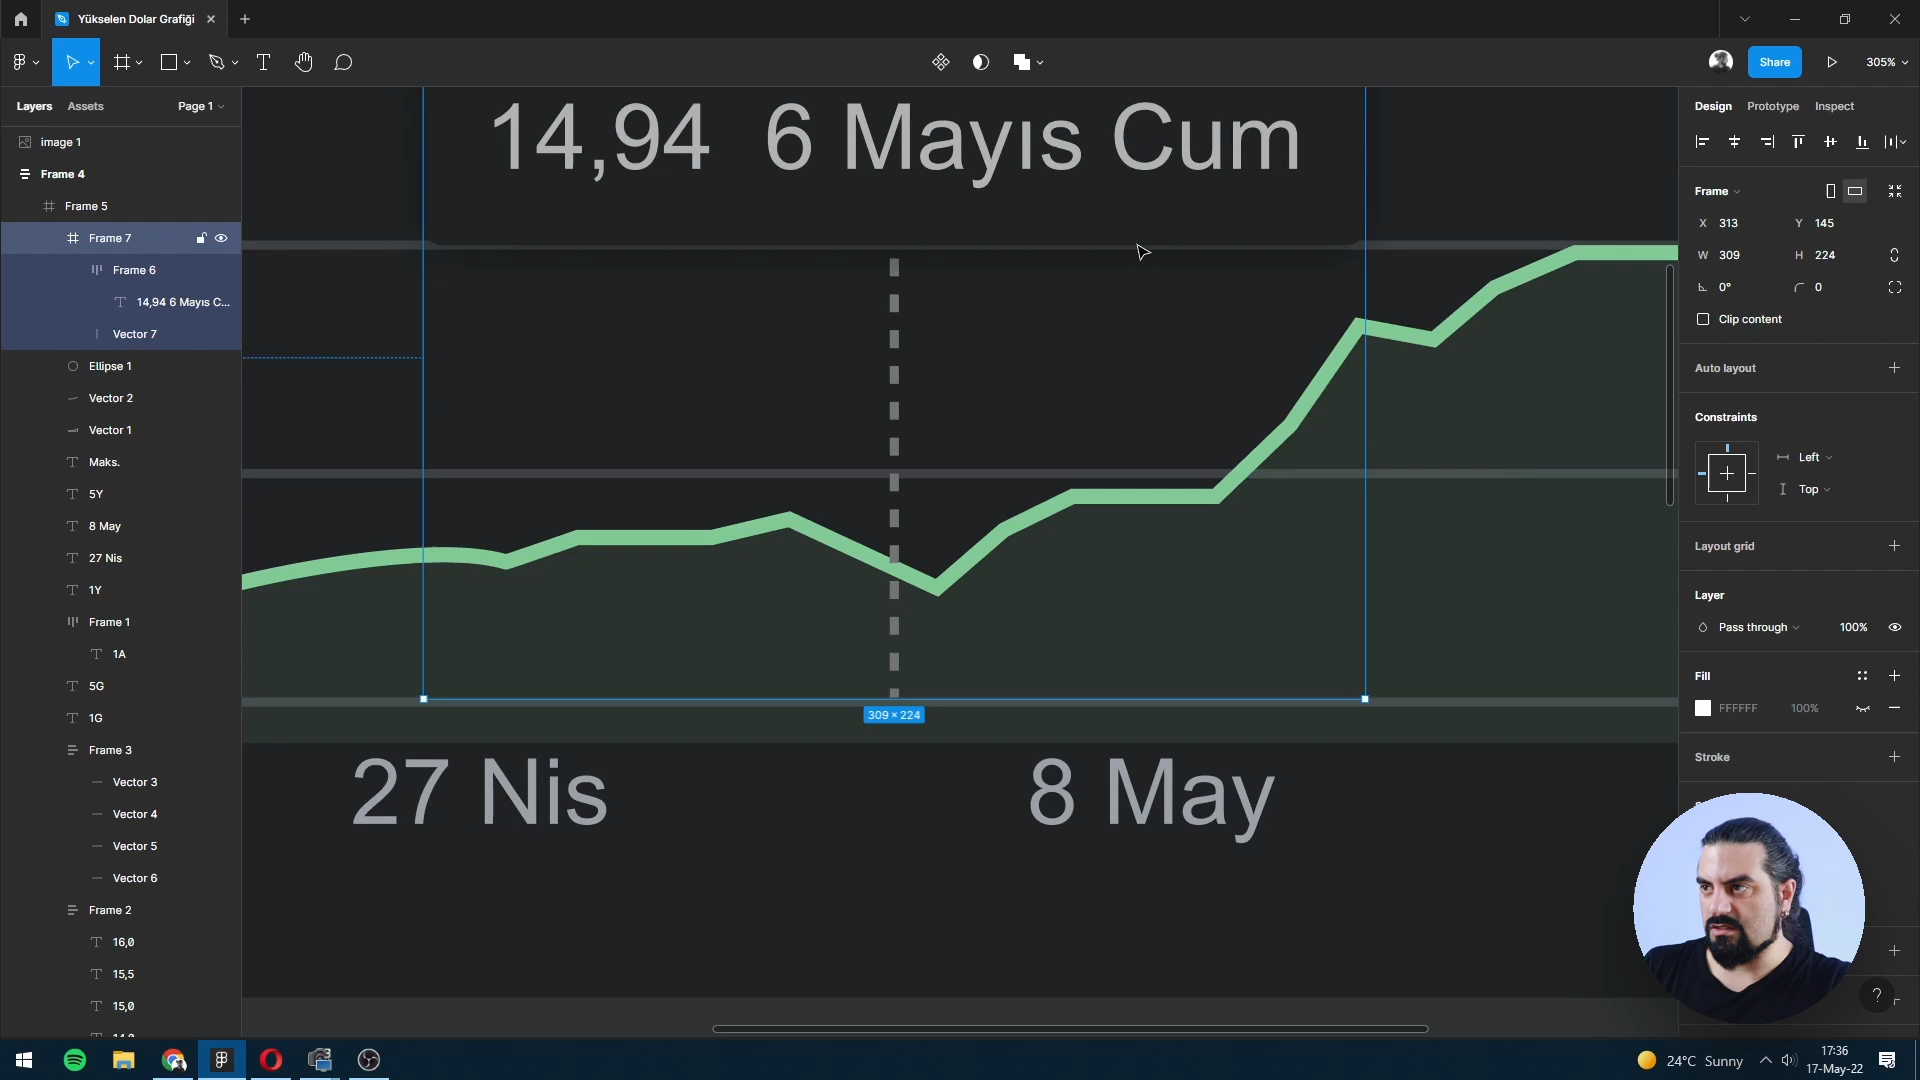 Yükselen Dolar Grafiği
Share
305%
Layers
Assets
Page 1
Design
Prototype
Inspect
image 1
Frame 4
Frame 5
Frame 7
Frame 6
14,94 6 Mayıs C...
Vector 7
Ellipse 1
Vector 2
Vector 1
Maks.
5Y
8 May
27 Nis
1Y
Frame 1
1A
5G
1G
Frame 3
Vector 3
Vector 4
Vector 5
Vector 6
Frame 2
16,0
15,5
15,0
14,94 6 Mayıs Cum
309 × 224
27 Nis
8 May
Frame
X 313 Y 145
W 309 H 224
0° 0
Clip content
Auto layout
Constraints
Left
Top
Layout grid
Layer
Pass through 100%
Fill
FFFFFF 100%
Stroke
?
24°C Sunny
17:36
17-May-22